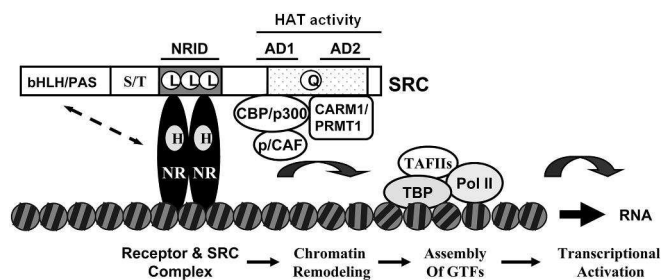 HAT activity
NRID AD1 AD2
bHLH/PAS S/T L L L Q SRC
CBP/p300 CARM1/
PRMT1
p/CAF
H H
NR NR
TAFIIs
TBP Pol II
RNA
Receptor & SRC
Complex
Chromatin
Remodeling
Assembly
Of GTFs
Transcriptional
Activation